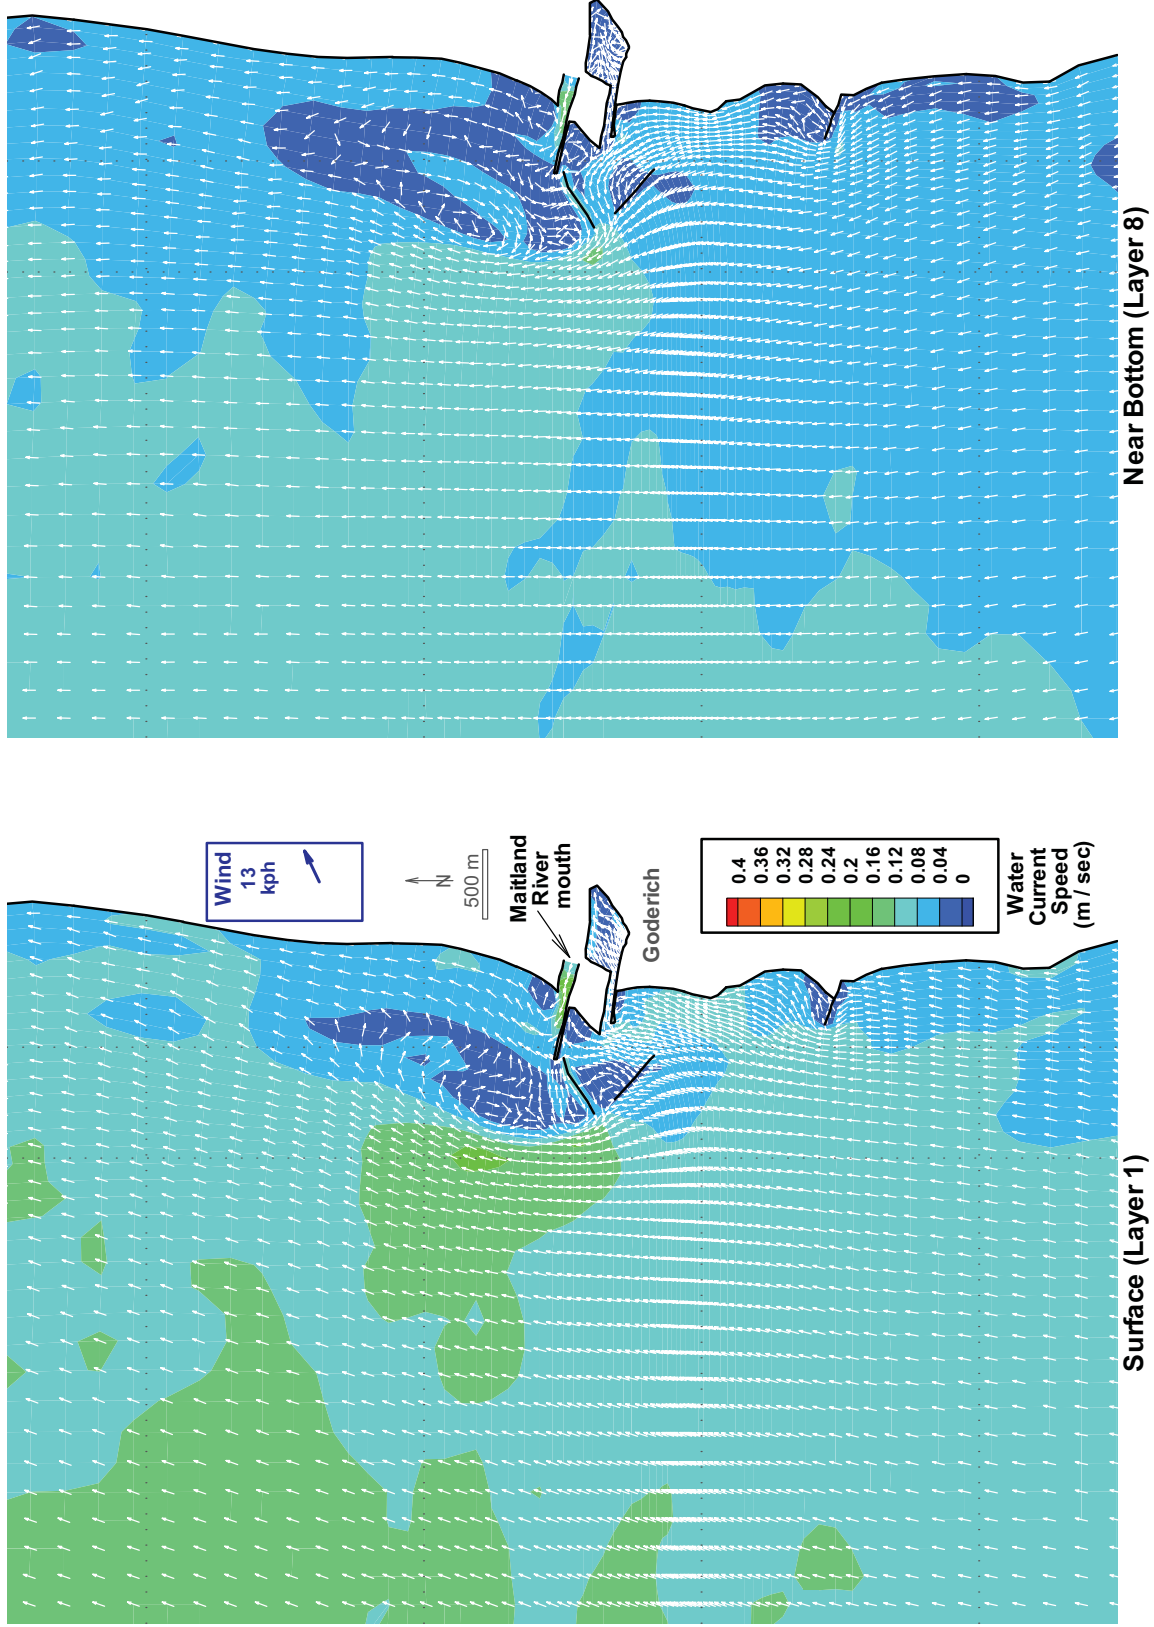 Surface (Layer 1)
Near Bottom (Layer 8)
Wind
13
kph
N
500 m
Maitland
River
mouth
Goderich
0.4
0.36
0.32
0.28
0.24
0.2
0.16
0.12
0.08
0.04
0
Water
Current
Speed
(m / sec)